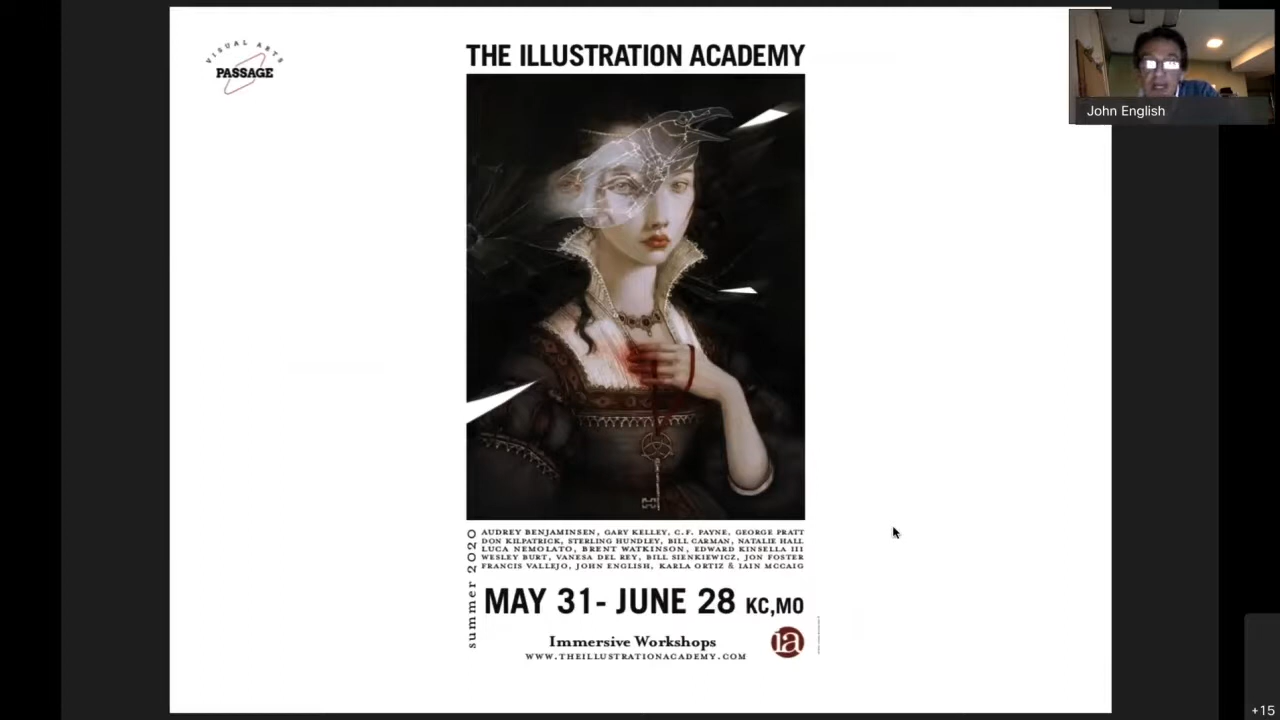 VISUAL ARTS
PASSAGE
THE ILLUSTRATION ACADEMY
John English
summer 2020
AUDREY BENJAMINSEN, GARY KELLEY, C.F. PAYNE, GEORGE PRATT
DON KILPATRICK, STERLING HUNDLEY, BILL CARMAN, NATALIE HALL
LUCA NEMOLATO, BRENT WATKINSON, EDWARD KINSELLA III
WESLEY BURT, VANESA DEL REY, BILL SIENKIEWICZ, JON FOSTER
FRANCIS VALLEJO, JOHN ENGLISH, KARLA ORTIZ & IAIN MCCAIG
MAY 31- JUNE 28 KC,MO
Immersive Workshops
WWW.THEILLUSTRATIONACADEMY.COM
ia
+15